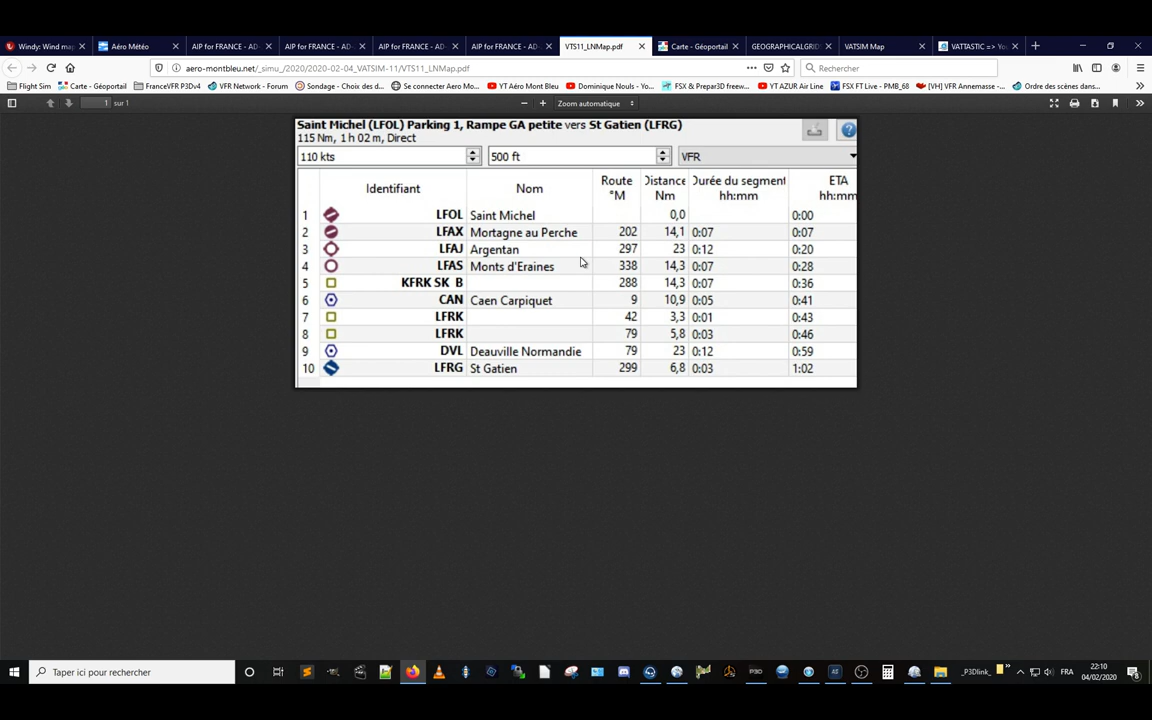 Windy: Wind ma
Aéro Météo
AIP for FRANCE - AD-
AIP for FRANCE - AD-
AIP for FRANCE - AD-
AIP for FRANCE - AD-
VTS11_LNMap.pdf
Carte - Géoportail
GEOGRAPHICALGRID
VATSIM Map
VATTASTIC => Yo
aero-montbleu.net/_simu_/2020/2020-02-04_VATSIM-11/VTS11_LNMap.pdf
Rechercher
Flight Sim
Carte - Géoportail
FranceVFR P3Dv4
VFR Network - Forum
Sondage - Choix des d...
Se connecter Aero Mo...
YT Aéro Mont Bleu
Dominique Nouls - Yo...
FSX & Prepar3d freew...
YT AZUR Air Line
FSX FT Live - PMB_68
[VH] VFR Annemasse -...
Ordre des scènes dans...
1 sur 1
Zoom automatique
Saint Michel (LFOL) Parking 1, Rampe GA petite vers St Gatien (LFRG)
115 Nm, 1 h 02 m, Direct
110 kts 500 ft VFR
Identifiant Nom Route °M Distance Nm Durée du segment hh:mm ETA hh:mm
1 LFOL Saint Michel 0,0 0:00
2 LFAX Mortagne au Perche 202 14,1 0:07 0:07
3 LFAJ Argentan 297 23 0:12 0:20
4 LFAS Monts d'Eraines 338 14,3 0:07 0:28
5 KFRK SK B 288 14,3 0:07 0:36
6 CAN Caen Carpiquet 9 10,9 0:05 0:41
7 LFRK 42 3,3 0:01 0:43
8 LFRK 79 5,8 0:03 0:46
9 DVL Deauville Normandie 79 23 0:12 0:59
10 LFRG St Gatien 299 6,8 0:03 1:02
Taper ici pour rechercher
_P3Dlink_
FRA
22:10
04/02/2020
8